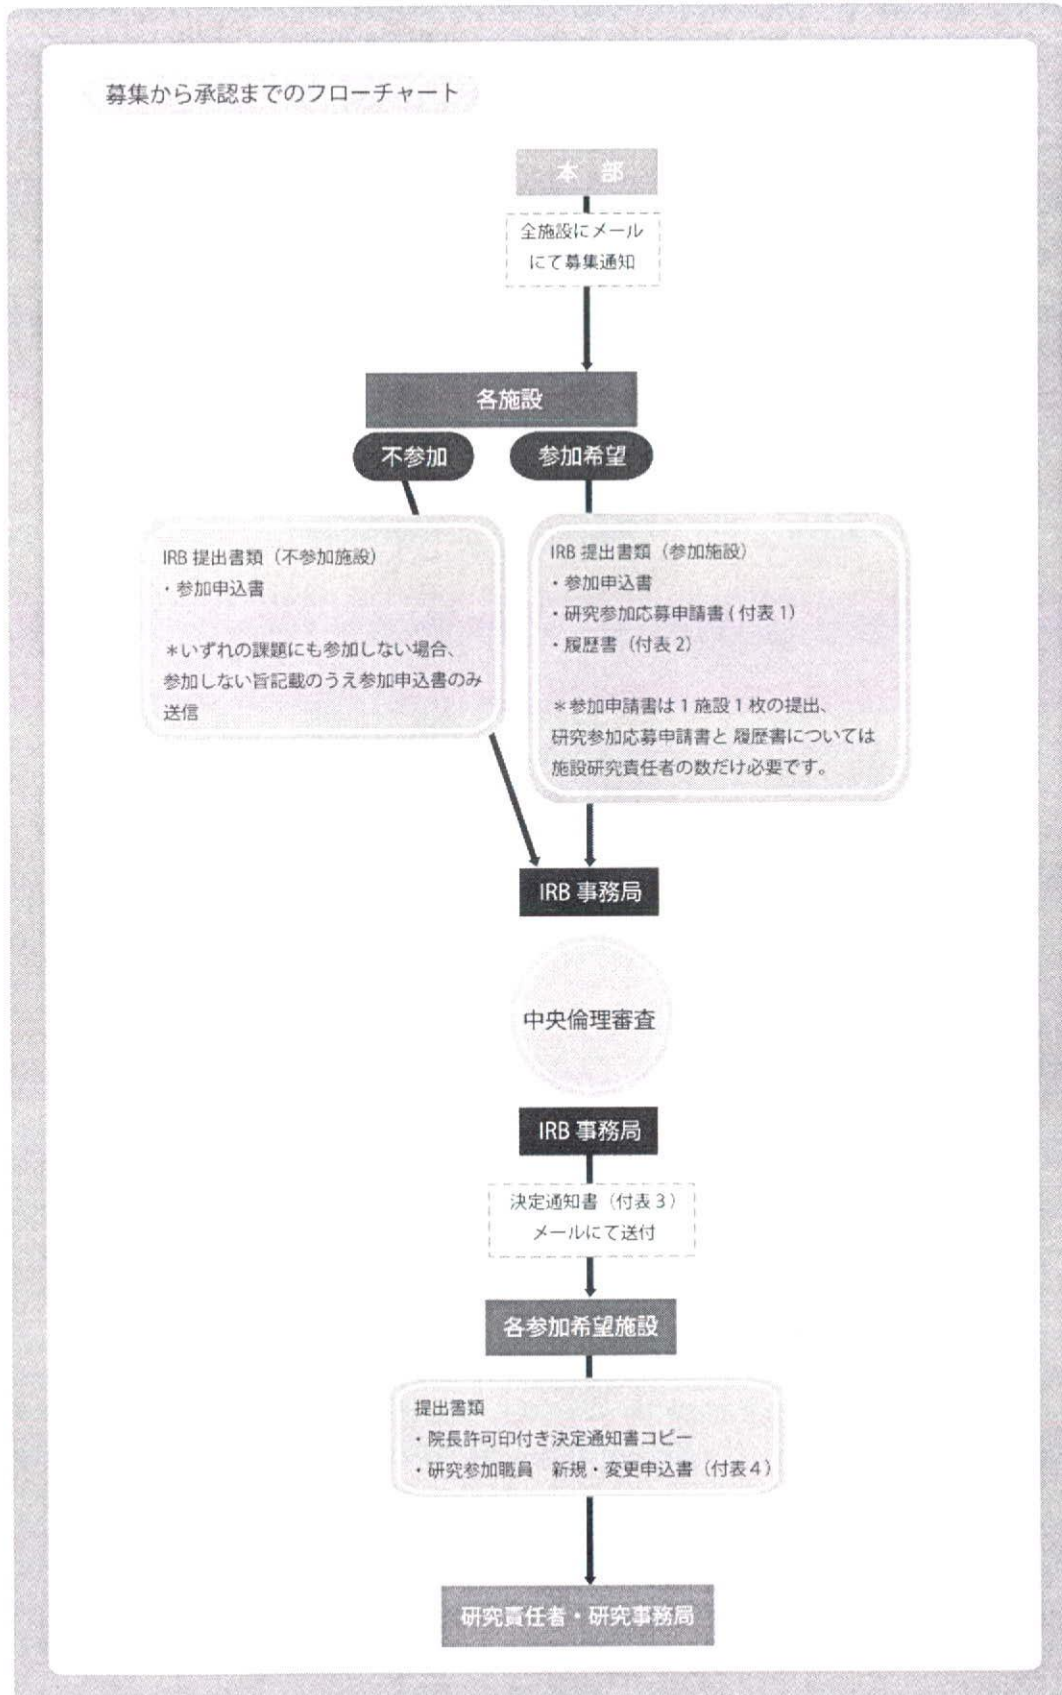 募集から承認までのフローチャート
本 部
全施設にメール
にて募集通知
各施設
不参加
参加希望
IRB 提出書類（不参加施設）
・参加申込書
＊いずれの課題にも参加しない場合、
参加しない旨記載のうえ参加申込書のみ
送信
IRB 提出書類（参加施設）
・参加申込書
・研究参加応募申請書 ( 付表 1）
・履歴書（付表 2）
＊参加申請書は 1 施設 1 枚の提出、
研究参加応募申請書と 履歴書については
施設研究責任者の数だけ必要です。
IRB 事務局
中央倫理審査
IRB 事務局
決定通知書（付表 3）
メールにて送付
各参加希望施設
提出書類
・院長許可印付き決定通知書コピー
・研究参加職員　新規・変更申込書（付表 4）
研究責任者・研究事務局